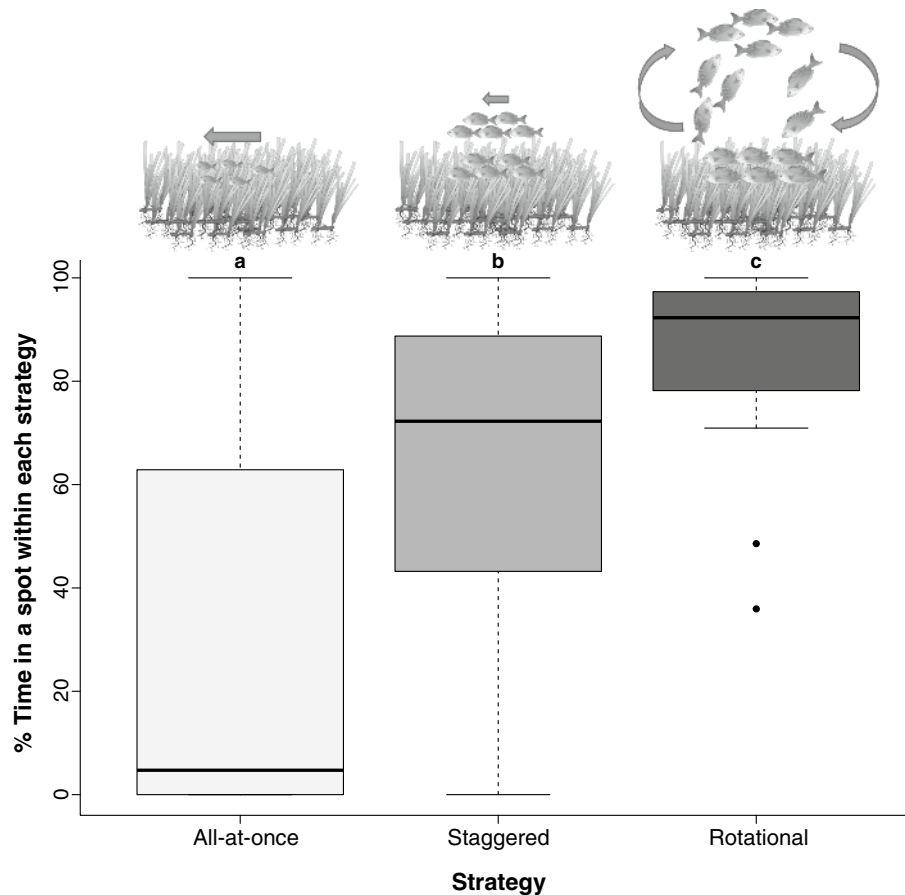 a b c
100
80
60
40
20
0
% Time in a spot within each strategy
All-at-once Staggered Rotational
Strategy